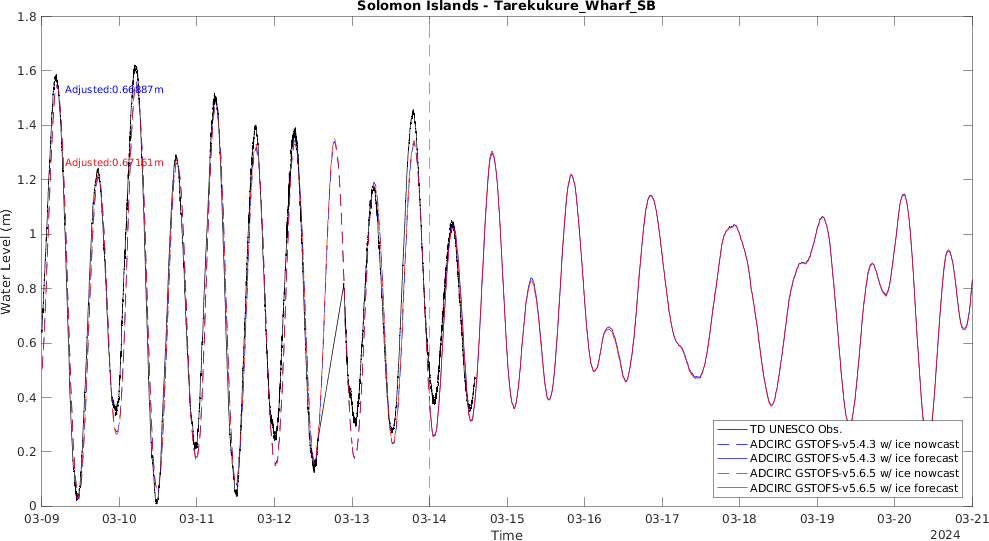 Solomon Islands - Tarekukure_Wharf_SB
1.8
1.6
1.4
1.2
1
0.8
0.6
0.4
0.2
0
Water Level (m)
Adjusted:0.66887m
Adjusted:0.67161m
03-09 03-10 03-11 03-12 03-13 03-14 03-15 03-16 03-17 03-18 03-19 03-20 03-21
Time
2024
TD UNESCO Obs.
ADCIRC GSTOFS-v5.4.3 w/ ice nowcast
ADCIRC GSTOFS-v5.4.3 w/ ice forecast
ADCIRC GSTOFS-v5.6.5 w/ ice nowcast
ADCIRC GSTOFS-v5.6.5 w/ ice forecast